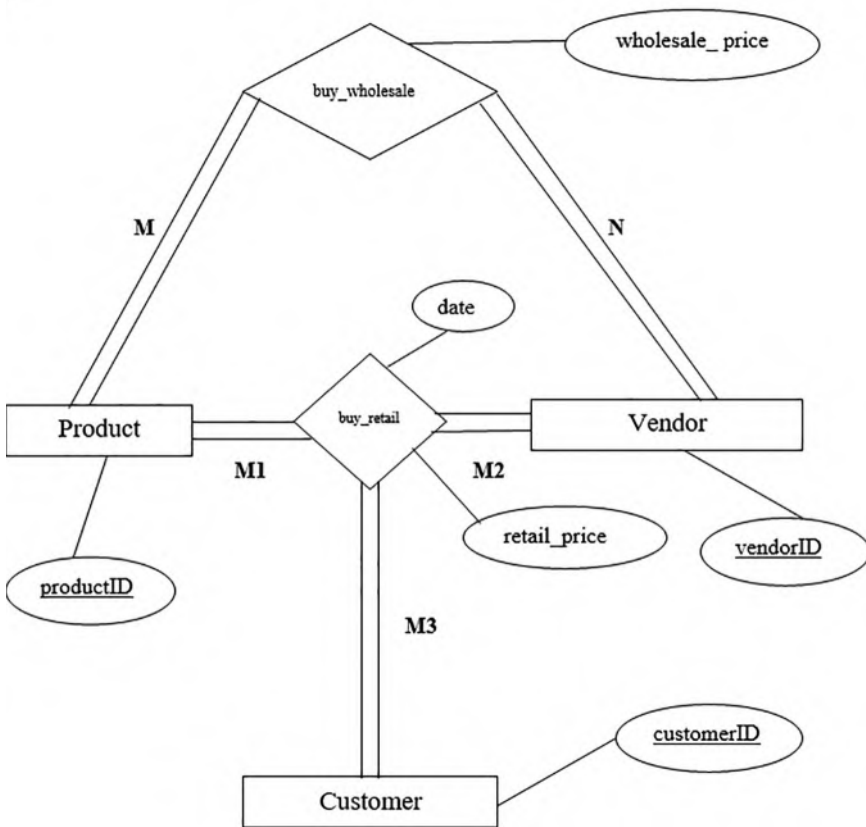 wholesale_ price
buy_wholesale
M
N
date
Product
buy_retail
Vendor
M1
M2
retail_price
vendorID
productID
M3
customerID
Customer